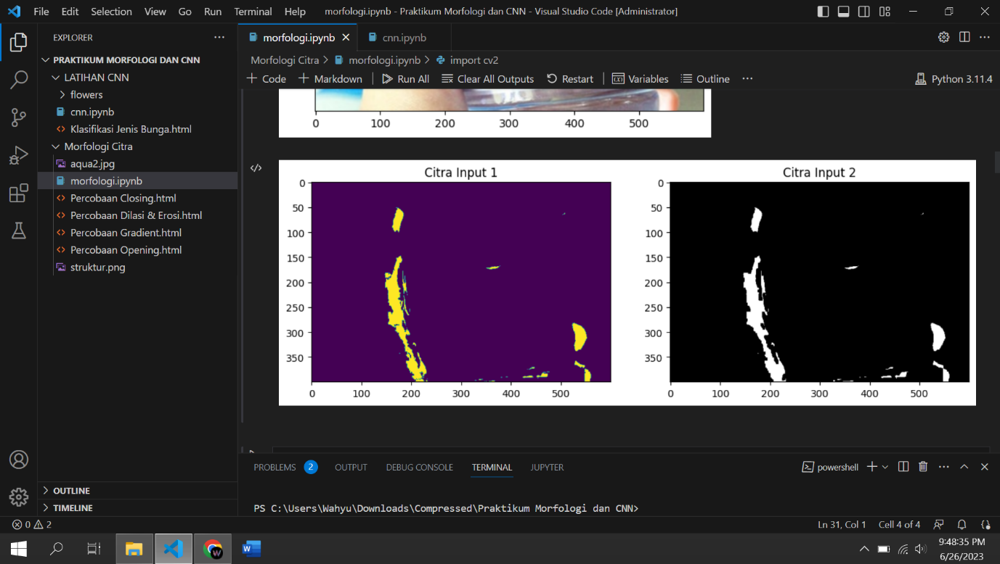 File Edit Selection View Go Run Terminal Help morfologi.ipynb - Praktikum Morfologi dan CNN - Visual Studio Code [Administrator]
EXPLORER
PRAKTIKUM MORFOLOGI DAN CNN
LATIHAN CNN
flowers
cnn.ipynb
Klasifikasi Jenis Bunga.html
Morfologi Citra
aqua2.jpg
morfologi.ipynb
Percobaan Closing.html
Percobaan Dilasi & Erosi.html
Percobaan Gradient.html
Percobaan Opening.html
struktur.png
OUTLINE
TIMELINE
morfologi.ipynb cnn.ipynb
Morfologi Citra > morfologi.ipynb > import cv2
+ Code + Markdown Run All Clear All Outputs Restart Variables Outline ... Python 3.11.4
0 100 200 300 400 500
Citra Input 1
0
50
100
150
200
250
300
350
0 100 200 300 400 500
Citra Input 2
0
50
100
150
200
250
300
350
0 100 200 300 400 500
PROBLEMS 2 OUTPUT DEBUG CONSOLE TERMINAL JUPYTER powershell
PS C:\Users\Wahyu\Downloads\Compressed\Praktikum Morfologi dan CNN>
0 2 Ln 31, Col 1 Cell 4 of 4
W W
9:48:35 PM
6/26/2023